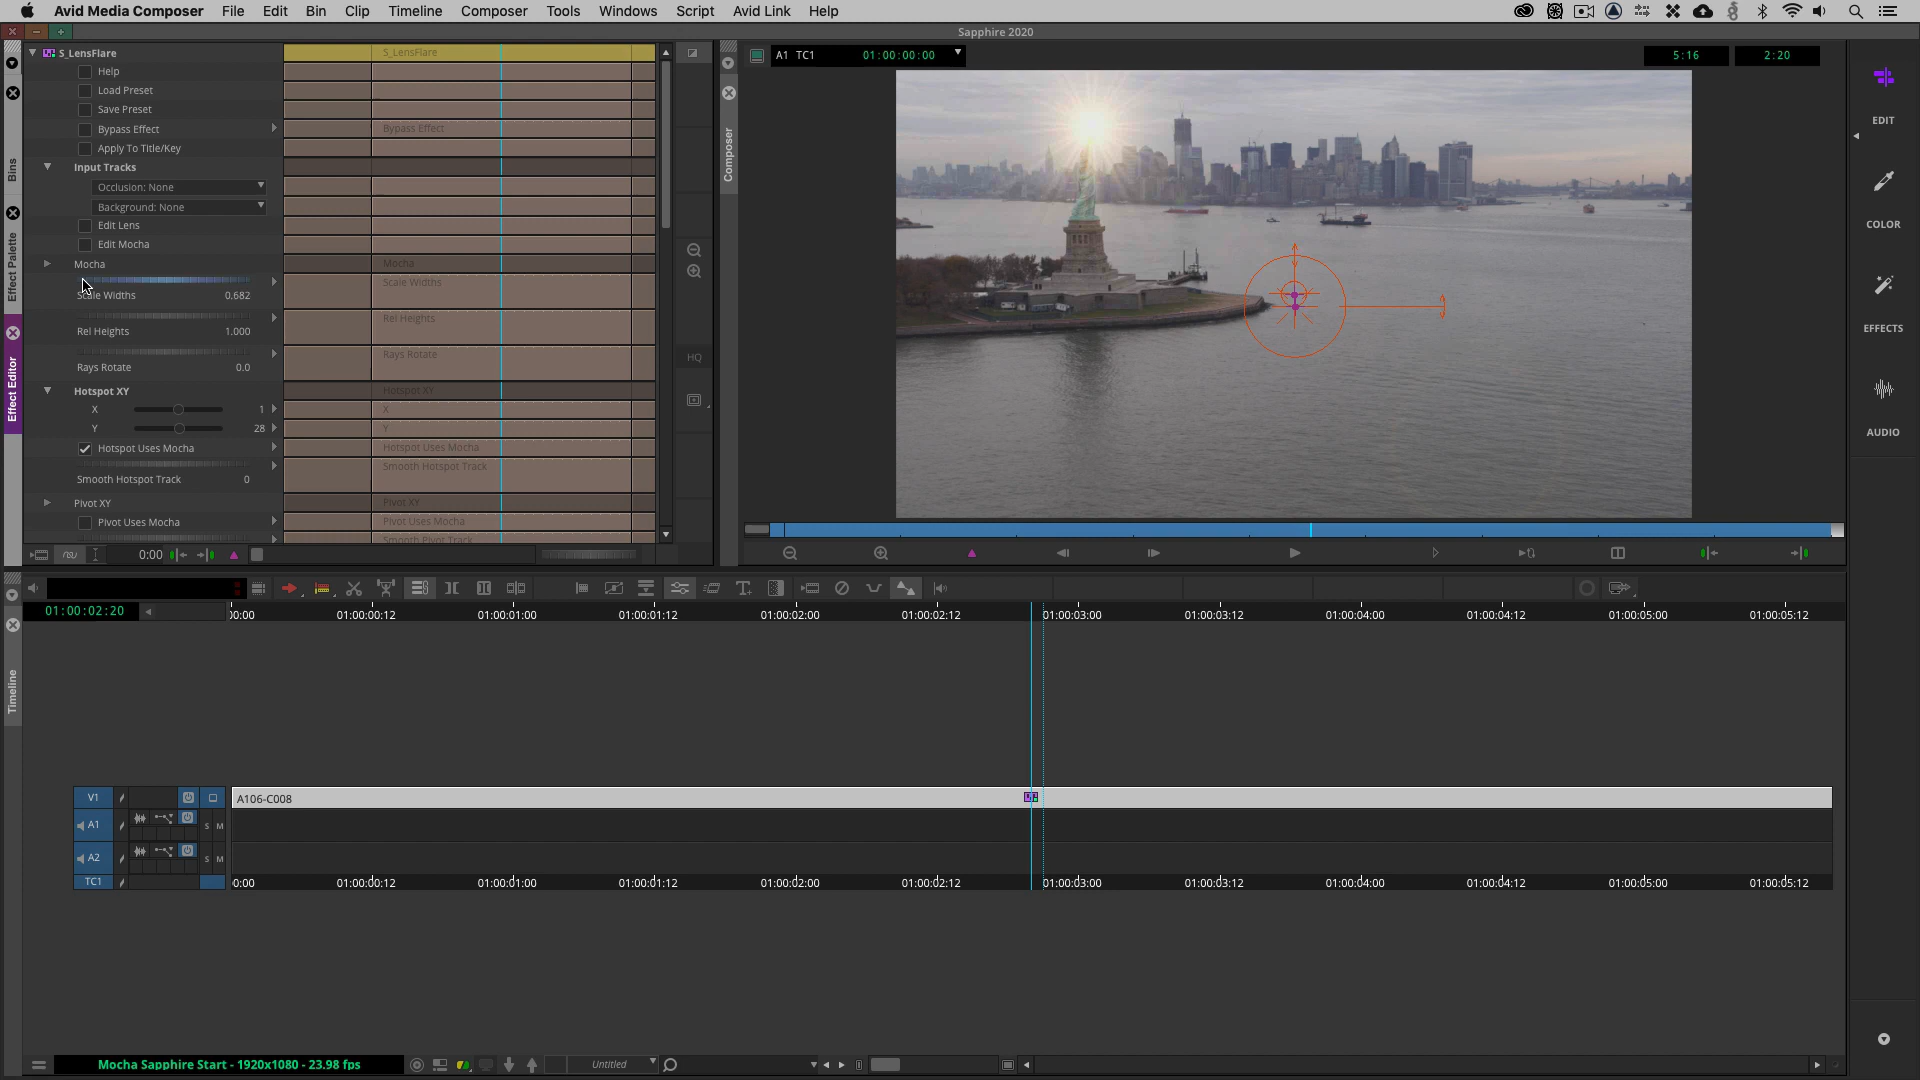 Avid Media Composer File Edit Bin Clip Timeline Composer Tools Windows Script Avid Link Help
Sapphire 2020
S_LensFlare
Help
Load Preset
Save Preset
Bypass Effect
Apply To Title/Key
Input Tracks
Occlusion: None
Background: None
Edit Lens
Edit Mocha
Mocha
Scale Widths 0.682
Rel Heights 1.000
Rays Rotate 0.0
Hotspot XY
X 1
Y 28
Hotspot Uses Mocha
Smooth Hotspot Track 0
Pivot XY
Pivot Uses Mocha
0:00
S_LensFlare
Bypass Effect
Mocha
Scale Widths
Rel Heights
Rays Rotate
Hotspot XY
X
Y
Hotspot Uses Mocha
Smooth Hotspot Track
Pivot XY
Pivot Uses Mocha
Smooth Pivot Track
HQ
Bins
Effect Palette
Effect Editor
Composer
A1 TC1 01:00:00:00
5:16 2:20
EDIT
COLOR
EFFECTS
AUDIO
Timeline
01:00:02:20
0:00 01:00:00:12 01:00:01:00 01:00:01:12 01:00:02:00 01:00:02:12 01:00:03:00 01:00:03:12 01:00:04:00 01:00:04:12 01:00:05:00 01:00:05:12
V1 A106-C008
A1 S M
A2 S M
TC1 0:00 01:00:00:12 01:00:01:00 01:00:01:12 01:00:02:00 01:00:02:12 01:00:03:00 01:00:03:12 01:00:04:00 01:00:04:12 01:00:05:00 01:00:05:12
Mocha Sapphire Start - 1920x1080 - 23.98 fps
Untitled